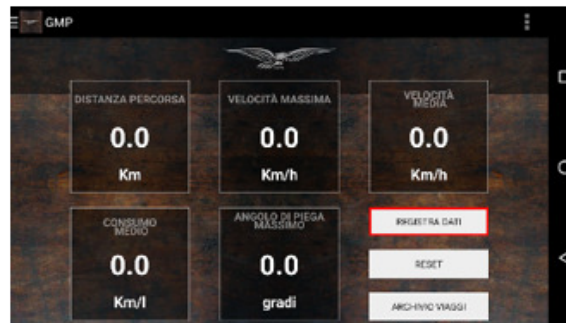 GMP
DISTANZA PERCORSA
VELOCITÀ MASSIMA
VELOCITÀ
MEDIA
0.0
0.0
0.0
Km
Km/h
Km/h
CONSUMO
MEDIO
ANGOLO DI PIEGA
MASSIMO
REGISTRA DATI
0.0
0.0
RESET
Km/l
gradi
ARCHIVIO VIAGGI